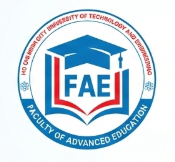 HO CHI MINH CITY UNIVERSITY OF TECHNOLOGY AND ENGINEERING
FAE
FACULTY OF ADVANCED EDUCATION